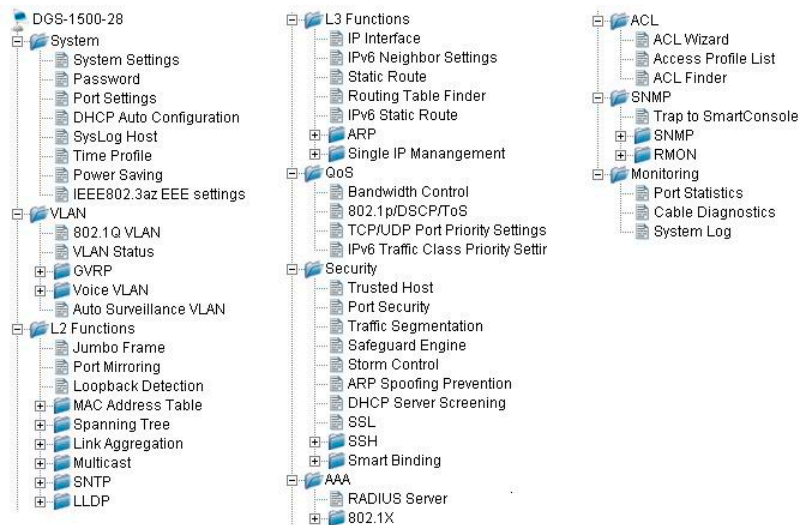 DGS-1500-28
System
System Settings
Password
Port Settings
DHCP Auto Configuration
SysLog Host
Time Profile
Power Saving
IEEE802.3az EEE settings
VLAN
802.1Q VLAN
VLAN Status
GVRP
Voice VLAN
Auto Surveillance VLAN
L2 Functions
Jumbo Frame
Port Mirroring
Loopback Detection
MAC Address Table
Spanning Tree
Link Aggregation
Multicast
SNTP
LLDP
L3 Functions
IP Interface
IPv6 Neighbor Settings
Static Route
Routing Table Finder
IPv6 Static Route
ARP
Single IP Manangement
QoS
Bandwidth Control
802.1p/DSCP/ToS
TCP/UDP Port Priority Settings
IPv6 Traffic Class Priority Settir
Security
Trusted Host
Port Security
Traffic Segmentation
Safeguard Engine
Storm Control
ARP Spoofing Prevention
DHCP Server Screening
SSL
SSH
Smart Binding
AAA
RADIUS Server
802.1X
ACL
ACL Wizard
Access Profile List
ACL Finder
SNMP
Trap to SmartConsole
SNMP
RMON
Monitoring
Port Statistics
Cable Diagnostics
System Log